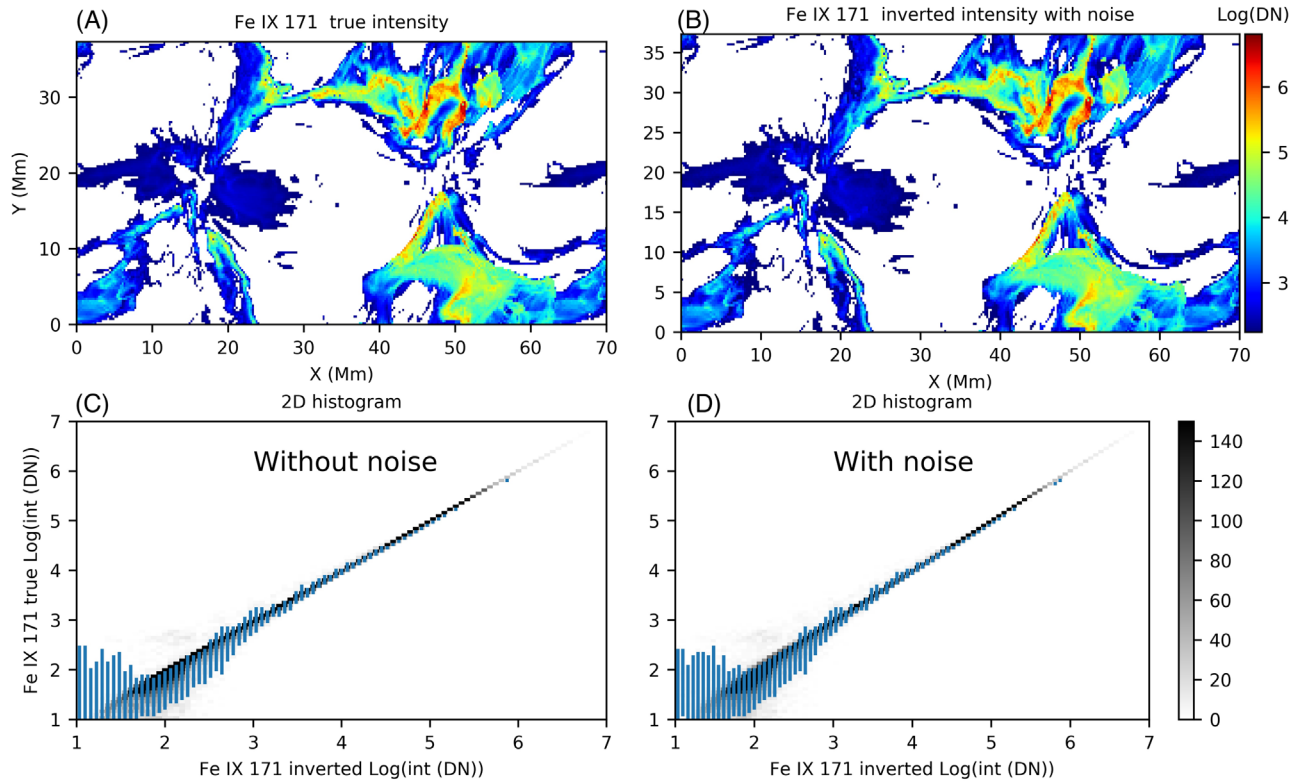 (A) Fe IX 171 true intensity
(B) Fe IX 171 inverted intensity with noise
Log(DN)
Y (Mm)
30
20
10
0
0 10 20 30 40 50 60 70
X (Mm)
35
30
25
20
15
10
5
0
0 10 20 30 40 50 60 70
X (Mm)
6
5
4
3
(C) 2D histogram
Without noise
Fe IX 171 true Log(int (DN))
7
6
5
4
3
2
1
1 2 3 4 5 6 7
Fe IX 171 inverted Log(int (DN))
(D) 2D histogram
With noise
7
6
5
4
3
2
1
1 2 3 4 5 6 7
Fe IX 171 inverted Log(int (DN))
140
120
100
80
60
40
20
0